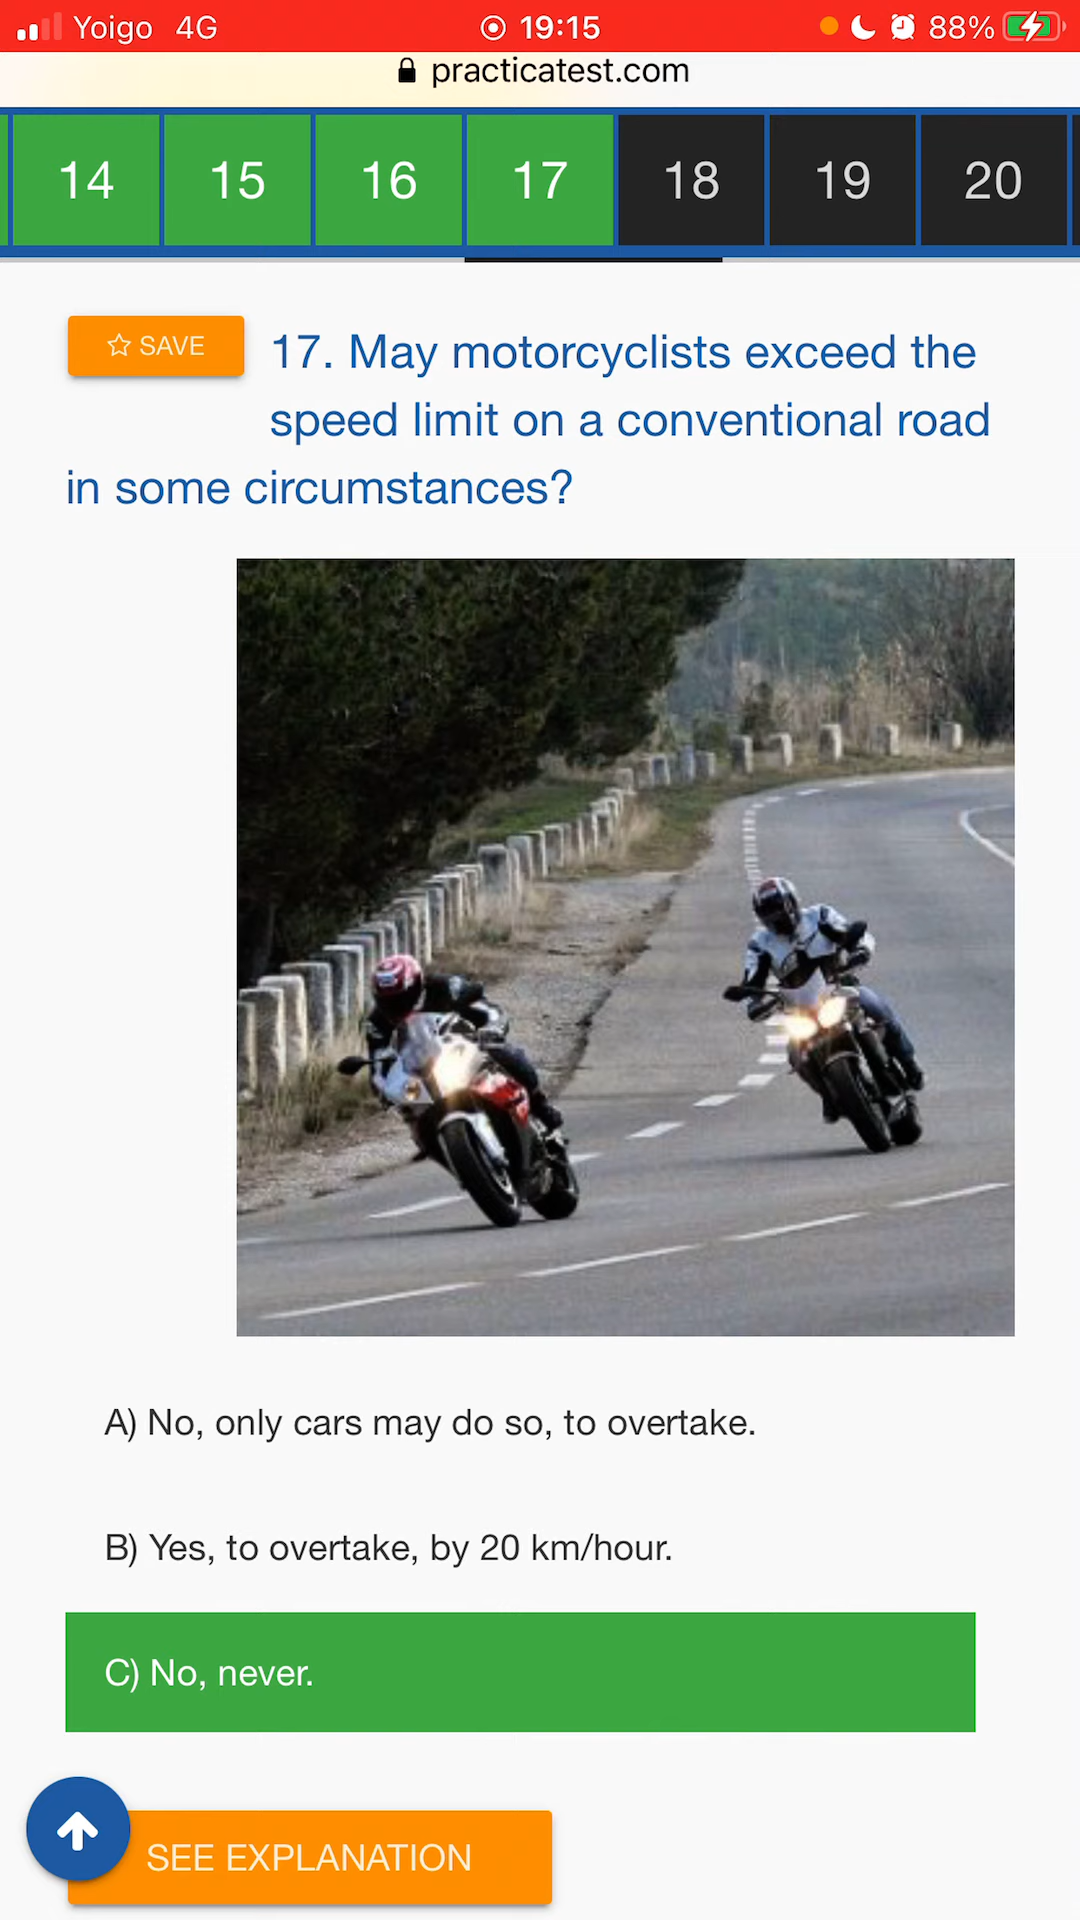 Yoigo 4G 19:15 88%
practicatest.com
14 15 16 17 18 19 20
SAVE
17. May motorcyclists exceed the
speed limit on a conventional road
in some circumstances?
A) No, only cars may do so, to overtake.
B) Yes, to overtake, by 20 km/hour.
C) No, never.
SEE EXPLANATION